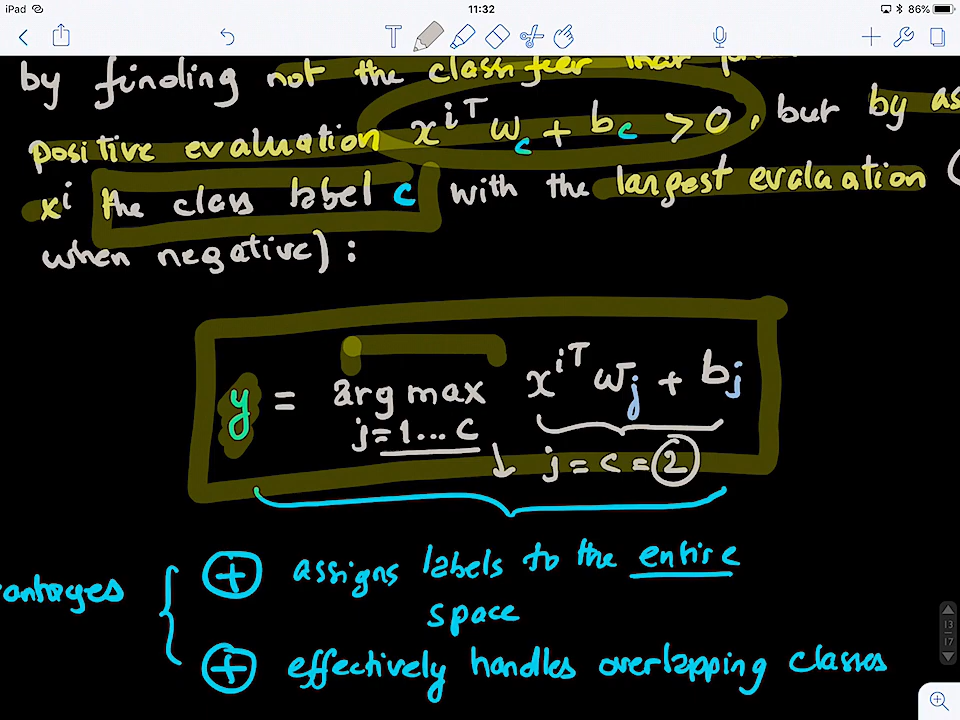 iPad 11:32 86%
by finding not the classifier that
positive evaluation x^{iT} w_c + b_c > 0, but by as
x^i the class label c with the largest evaluation (
when negative) :
y = arg max x^{iT} w_j + b_j
j=1...C
↓ j = c = 2
antages
+ assigns labels to the entire
space
+ effectively handles overlapping classes
13
17